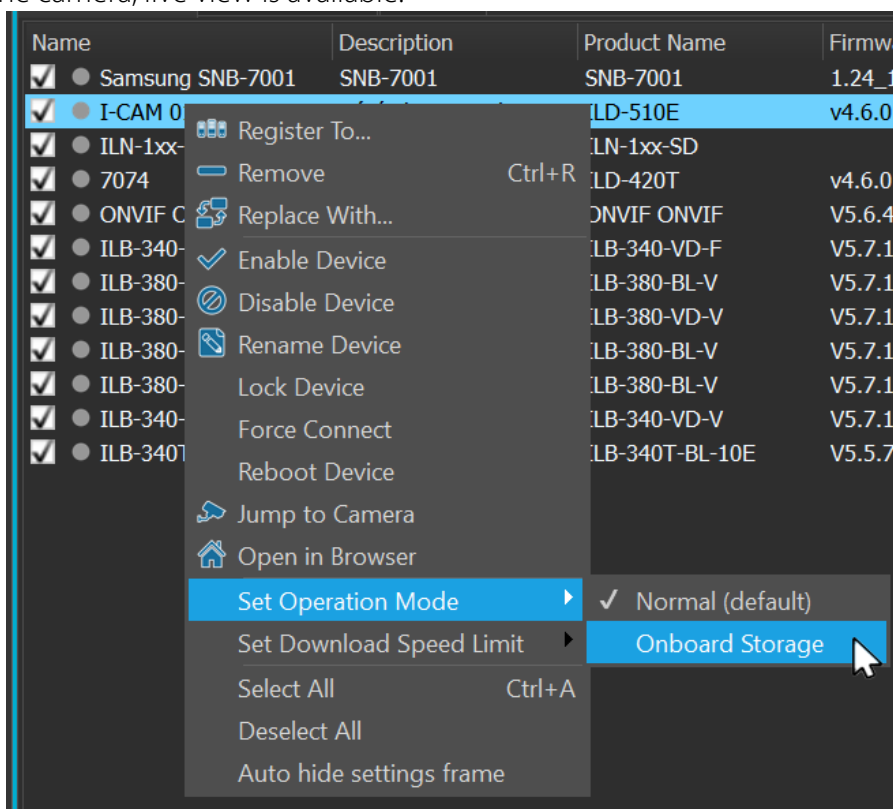 the camera, live view is available.
Name Description Product Name Firmw
Samsung SNB-7001 SNB-7001 SNB-7001 1.24_1
I-CAM 0 LD-510E v4.6.0
ILN-1xx- LN-1xx-SD
7074 LD-420T v4.6.0
ONVIF ONVIF ONVIF V5.6.4
ILB-340- LB-340-VD-F V5.7.1
ILB-380- LB-380-BL-V V5.7.1
ILB-380- LB-380-VD-V V5.7.1
ILB-380- LB-380-BL-V V5.7.1
ILB-380- LB-380-BL-V V5.7.1
ILB-340- LB-340-VD-V V5.7.1
ILB-340T LB-340T-BL-10E V5.5.7
Register To...
Remove Ctrl+R
Replace With...
Enable Device
Disable Device
Rename Device
Lock Device
Force Connect
Reboot Device
Jump to Camera
Open in Browser
Set Operation Mode
Normal (default)
Set Download Speed Limit
Onboard Storage
Select All Ctrl+A
Deselect All
Auto hide settings frame